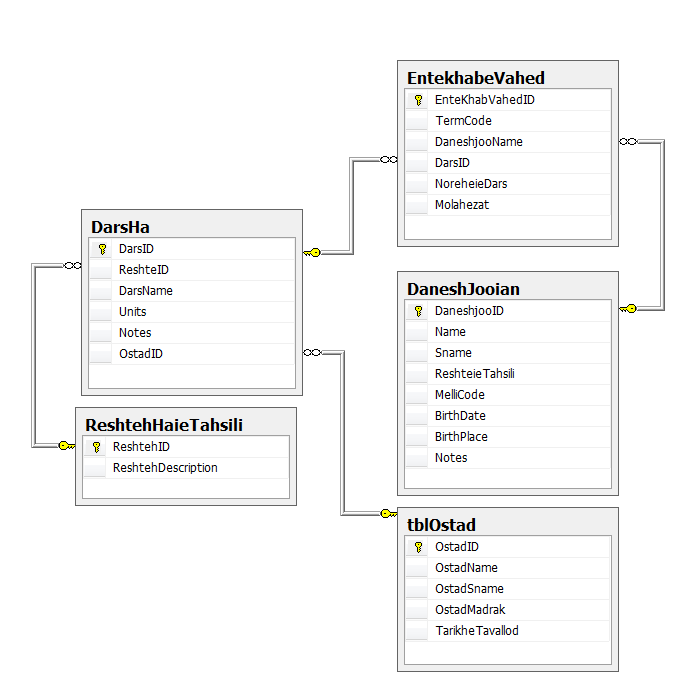 EntekhabeVahed
EnteKhabVahedID
TermCode
DaneshjooName
DarsID
NoreheieDars
Molahezat
DarsHa
DarsID
ReshteID
DarsName
Units
Notes
OstadID
DaneshJooian
DaneshjooID
Name
Sname
ReshteieTahsili
MelliCode
BirthDate
BirthPlace
Notes
ReshtehHaieTahsili
ReshtehID
ReshtehDescription
tblOstad
OstadID
OstadName
OstadSname
OstadMadrak
TarikheTavallod